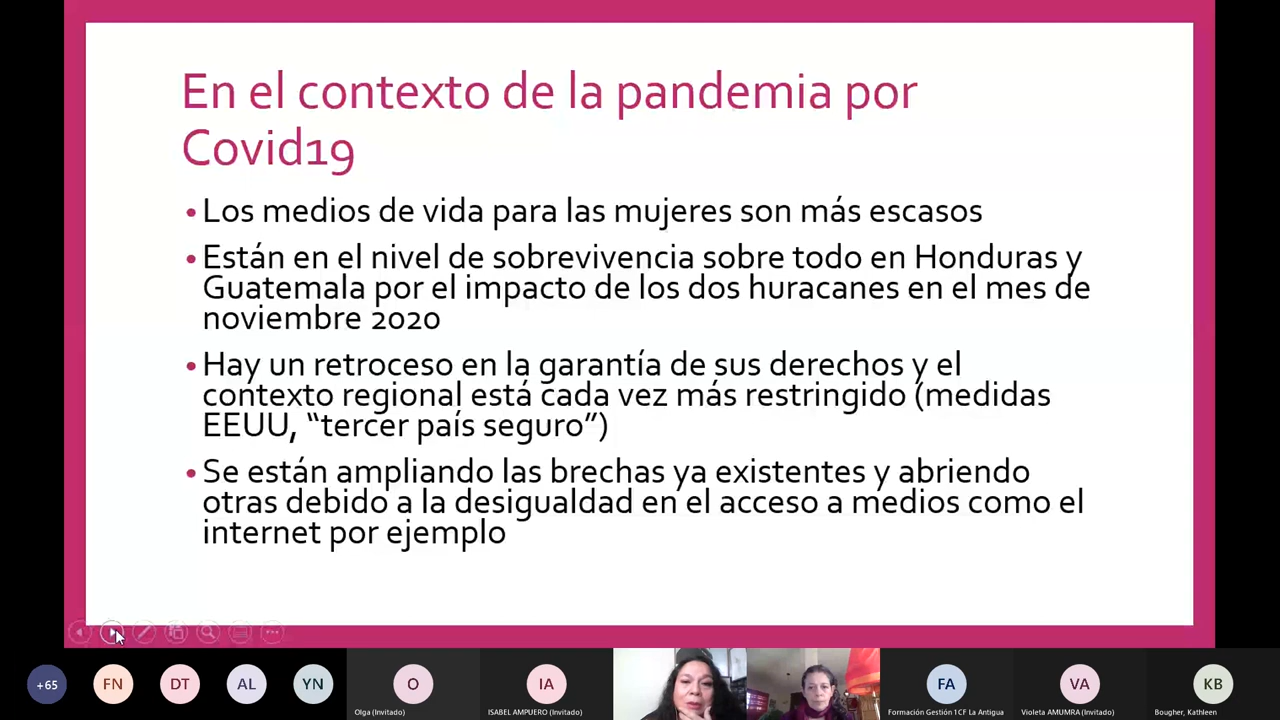 En el contexto de la pandemia por
Covid19
•Los medios de vida para las mujeres son más escasos
•Están en el nivel de sobrevivencia sobre todo en Honduras y
Guatemala por el impacto de los dos huracanes en el mes de
noviembre 2020
•Hay un retroceso en la garantía de sus derechos y el
contexto regional está cada vez más restringido (medidas
EEUU, “tercer país seguro”)
•Se están ampliando las brechas ya existentes y abriendo
otras debido a la desigualdad en el acceso a medios como el
internet por ejemplo
+65 FN DT AL YN O IA FA VA KB
Olga (Invitado) ISABEL AMPUERO (Invitado) Formación Gestión 1CF La Antigua Violeta AMUMRA (Invitado) Bougher, Kathleen